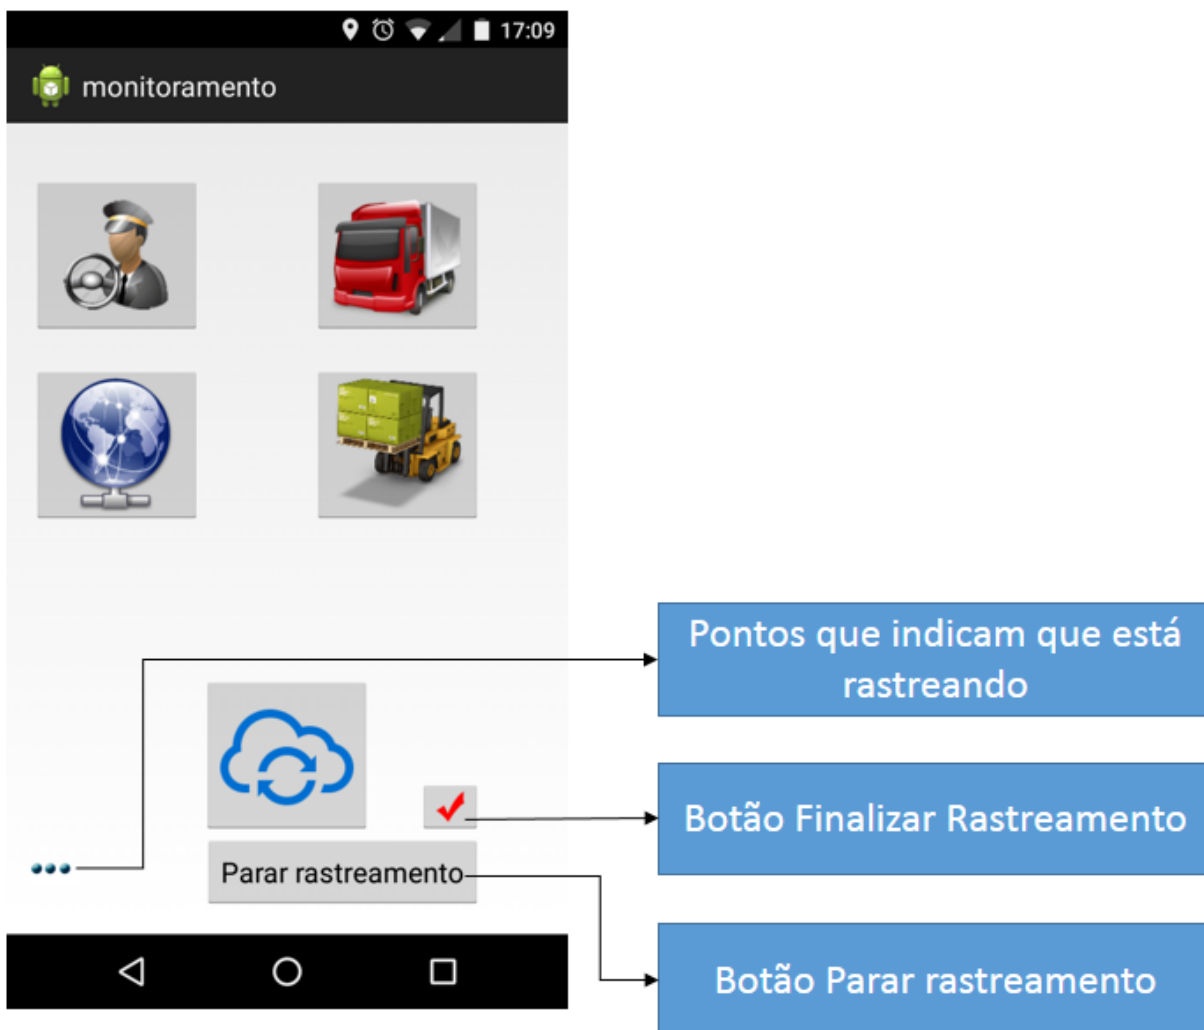 17:09
monitoramento
Pontos que indicam que está
rastreando
Botão Finalizar Rastreamento
Parar rastreamento
Botão Parar rastreamento